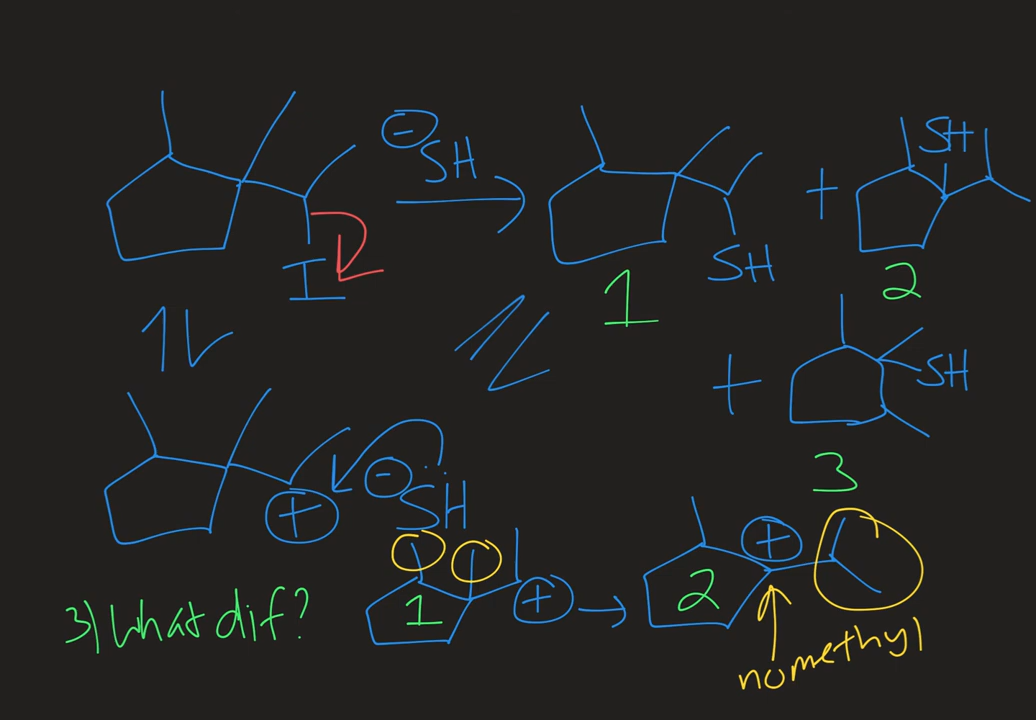 ⊖
SH
SH
SH
I
1
2
+
+
SH
3
⊕
⊖
SH
1
⊕
2
⊕
3) What dif?
no methyl